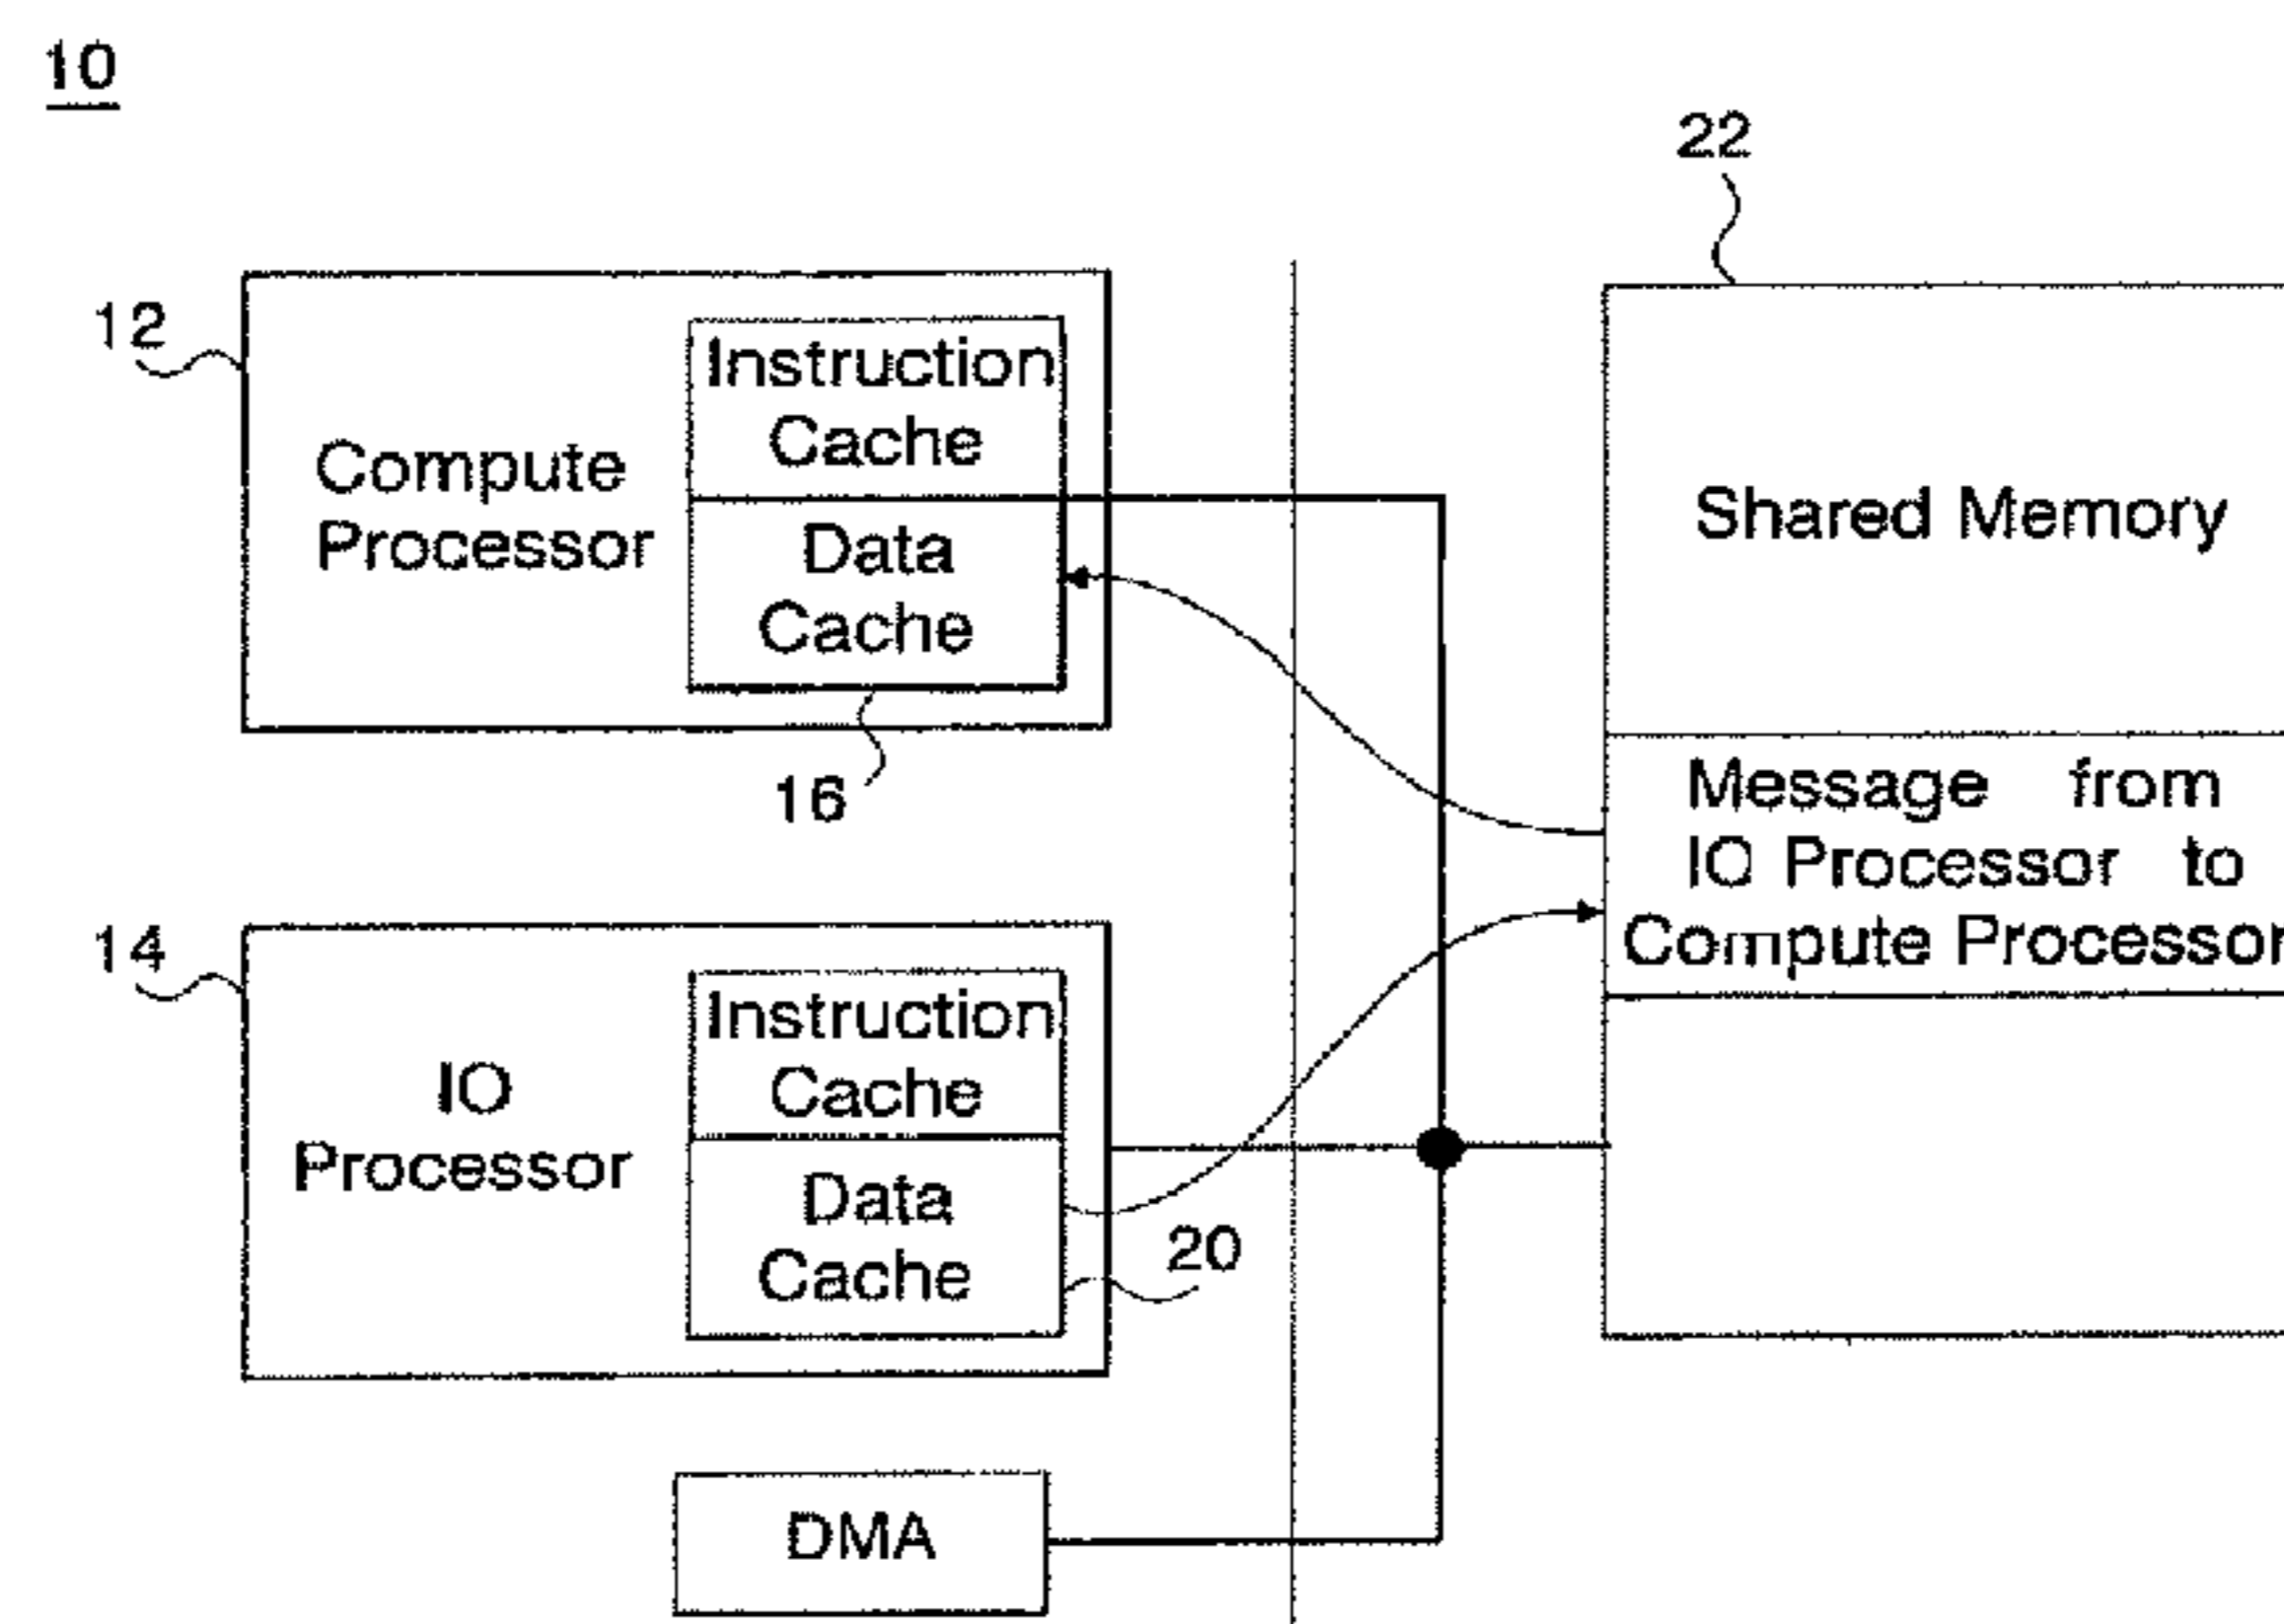 10
22
12
Instruction
Cache
Compute
Processor
Data
Cache
16
Shared Memory
Message from
IO Processor to
Compute Processor
14
Instruction
Cache
IO
Processor
Data
Cache
20
DMA